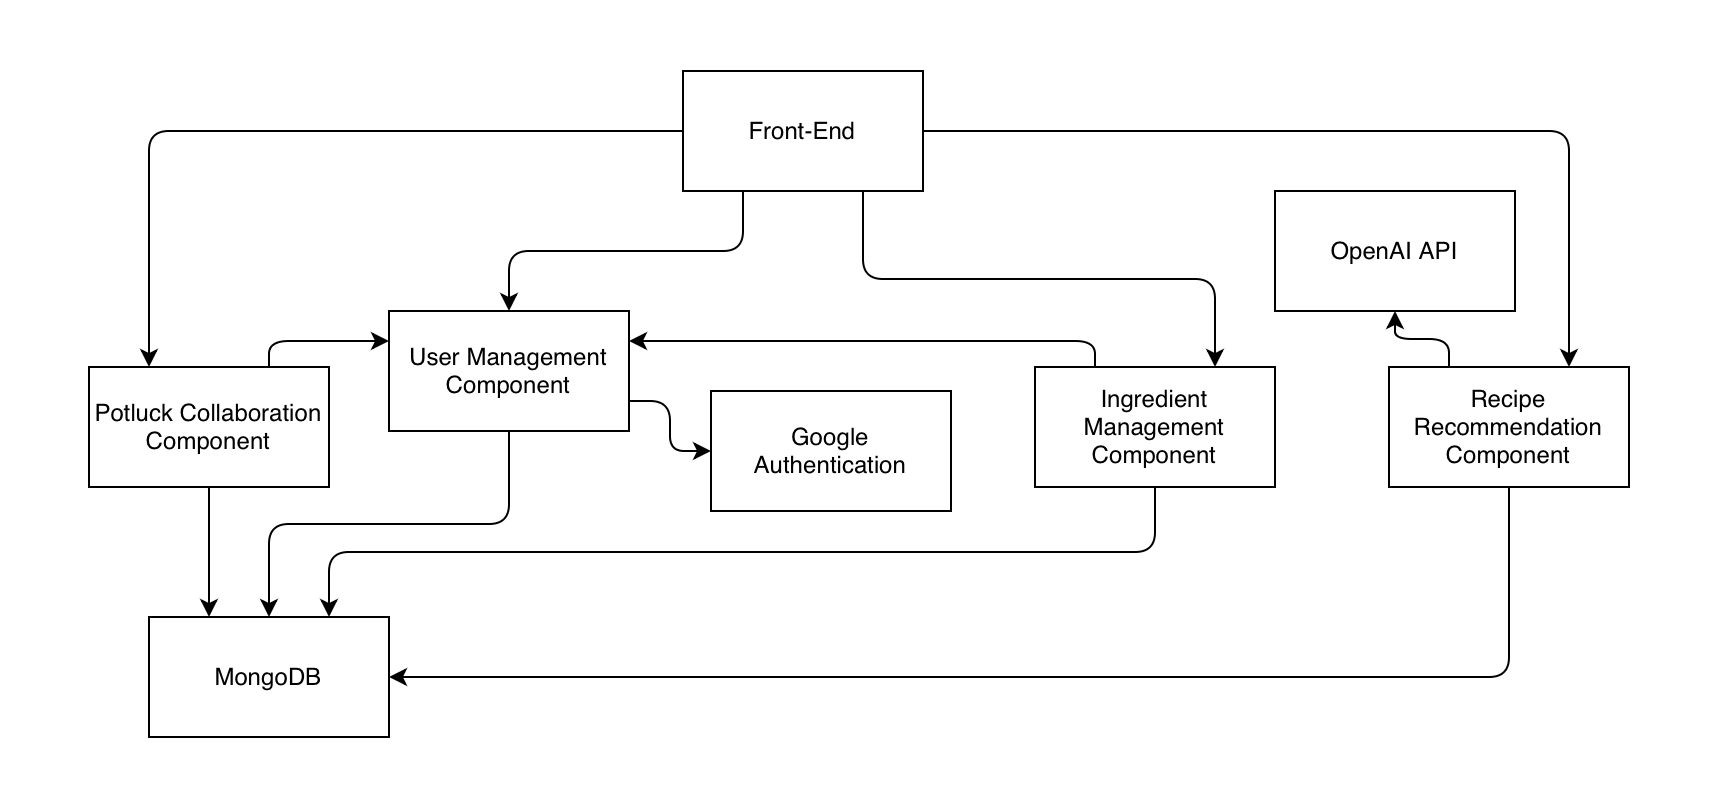 Front-End
OpenAI API
User Management
Component
Potluck Collaboration
Component
Google
Authentication
Ingredient
Management
Component
Recipe
Recommendation
Component
MongoDB